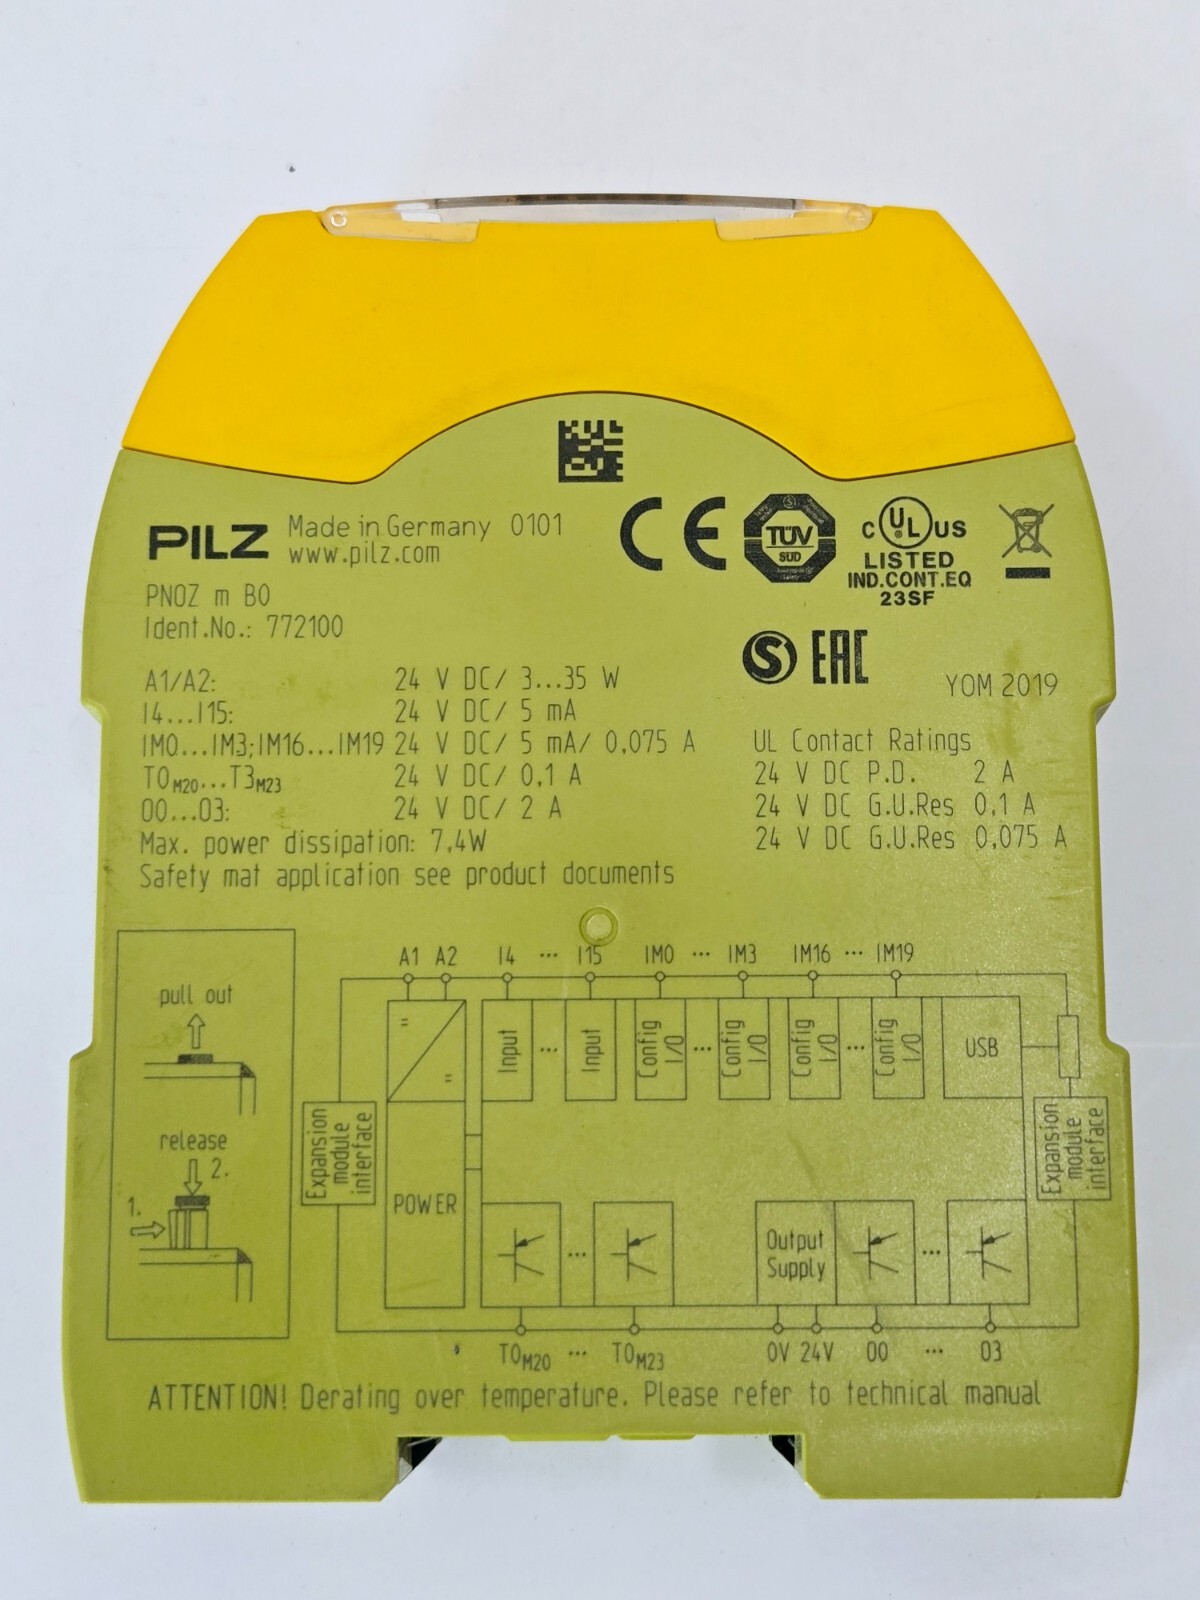 PILZ Made in Germany 0101
www.pilz.com
CE
TÜV
SÜD
C UL US
LISTED
IND.CONT.EQ
23SF
PNOZ m B0
Ident.No.: 772100
S EAC
YOM 2019
A1/A2: 24 V DC/ 3...35 W
I4...I15: 24 V DC/ 5 mA
IM0...IM3;IM16...IM19 24 V DC/ 5 mA/ 0,075 A
T0M20...T3M23 24 V DC/ 0,1 A
O0...O3: 24 V DC/ 2 A
Max. power dissipation: 7,4W
Safety mat application see product documents
UL Contact Ratings
24 V DC P.D. 2 A
24 V DC G.U.Res 0,1 A
24 V DC G.U.Res 0,075 A
pull out
release
1.
2.
A1 A2 I4 ... I15 IM0 ... IM3 IM16 ... IM19
= =
Input ... Input Config I/O ... Config I/O Config I/O ... Config I/O USB
Expansion module interface
POWER
Expansion module interface
... Output Supply ...
T0M20 ... T0M23 0V 24V O0 ... O3
ATTENTION! Derating over temperature. Please refer to technical manual